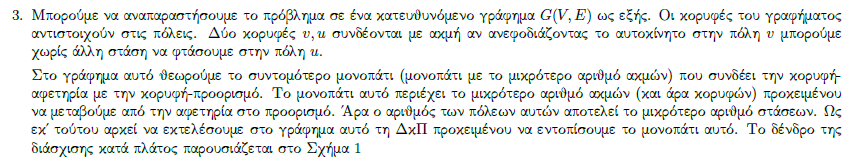 3. Μπορούμε να αναπαραστήσουμε το πρόβλημα σε ένα κατευθυνόμενο γράφημα G(V, E) ως εξής. Οι κορυφές του γραφήματος
αντιστοιχούν στις πόλεις. Δύο κορυφές v, u συνδέονται με ακμή αν ανεφοδιάζοντας το αυτοκίνητο στην πόλη v μπορούμε
χωρίς άλλη στάση να φτάσουμε στην πόλη u.
Στο γράφημα αυτό θεωρούμε το συντομότερο μονοπάτι (μονοπάτι με το μικρότερο αριθμό ακμών) που συνδέει την κορυφή-
αφετηρία με την κορυφή-προορισμό. Το μονοπάτι αυτό περιέχει το μικρότερο αριθμό ακμών (και άρα κορυφών) προκειμένου
να μεταβούμε από την αφετηρία στο προορισμό. Άρα ο αριθμός των πόλεων αυτών αποτελεί το μικρότερο αριθμό στάσεων. Ως
εκ΄ τούτου αρκεί να εκτελέσουμε στο γράφημα αυτό τη ΔκΠ προκειμένου να εντοπίσουμε το μονοπάτι αυτό. Το δένδρο της
διάσχισης κατά πλάτος παρουσιάζεται στο Σχήμα 1